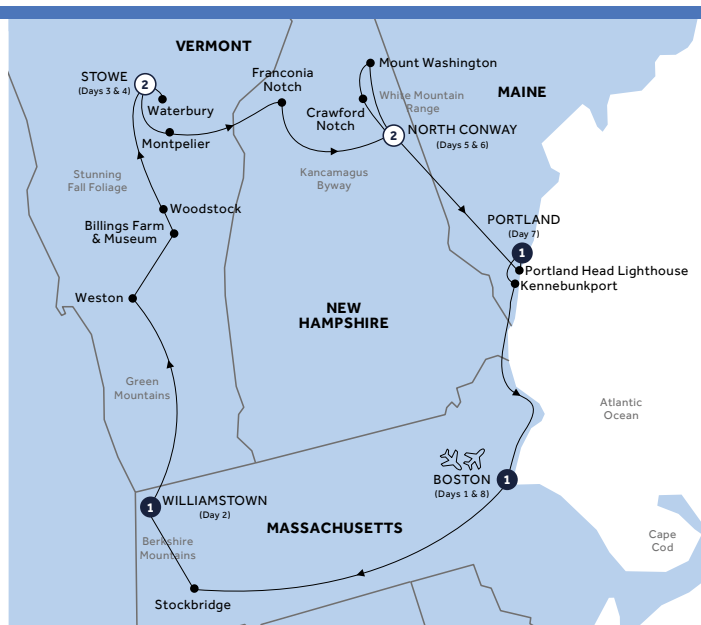 VERMONT
STOWE
(Days 3 & 4)
2
Waterbury
Montpelier
Franconia
Notch
Mount Washington
White Mountain
Range
Crawford
Notch
MAINE
2
NORTH CONWAY
(Days 5 & 6)
Kancamagus
Byway
Stunning
Fall Foliage
Woodstock
Billings Farm
& Museum
PORTLAND
(Day 7)
1
Portland Head Lighthouse
Kennebunkport
Weston
NEW
HAMPSHIRE
Green
Mountains
Atlantic
Ocean
BOSTON
(Days 1 & 8)
1
1
WILLIAMSTOWN
(Day 2)
MASSACHUSETTS
Berkshire
Mountains
Cape
Cod
Stockbridge